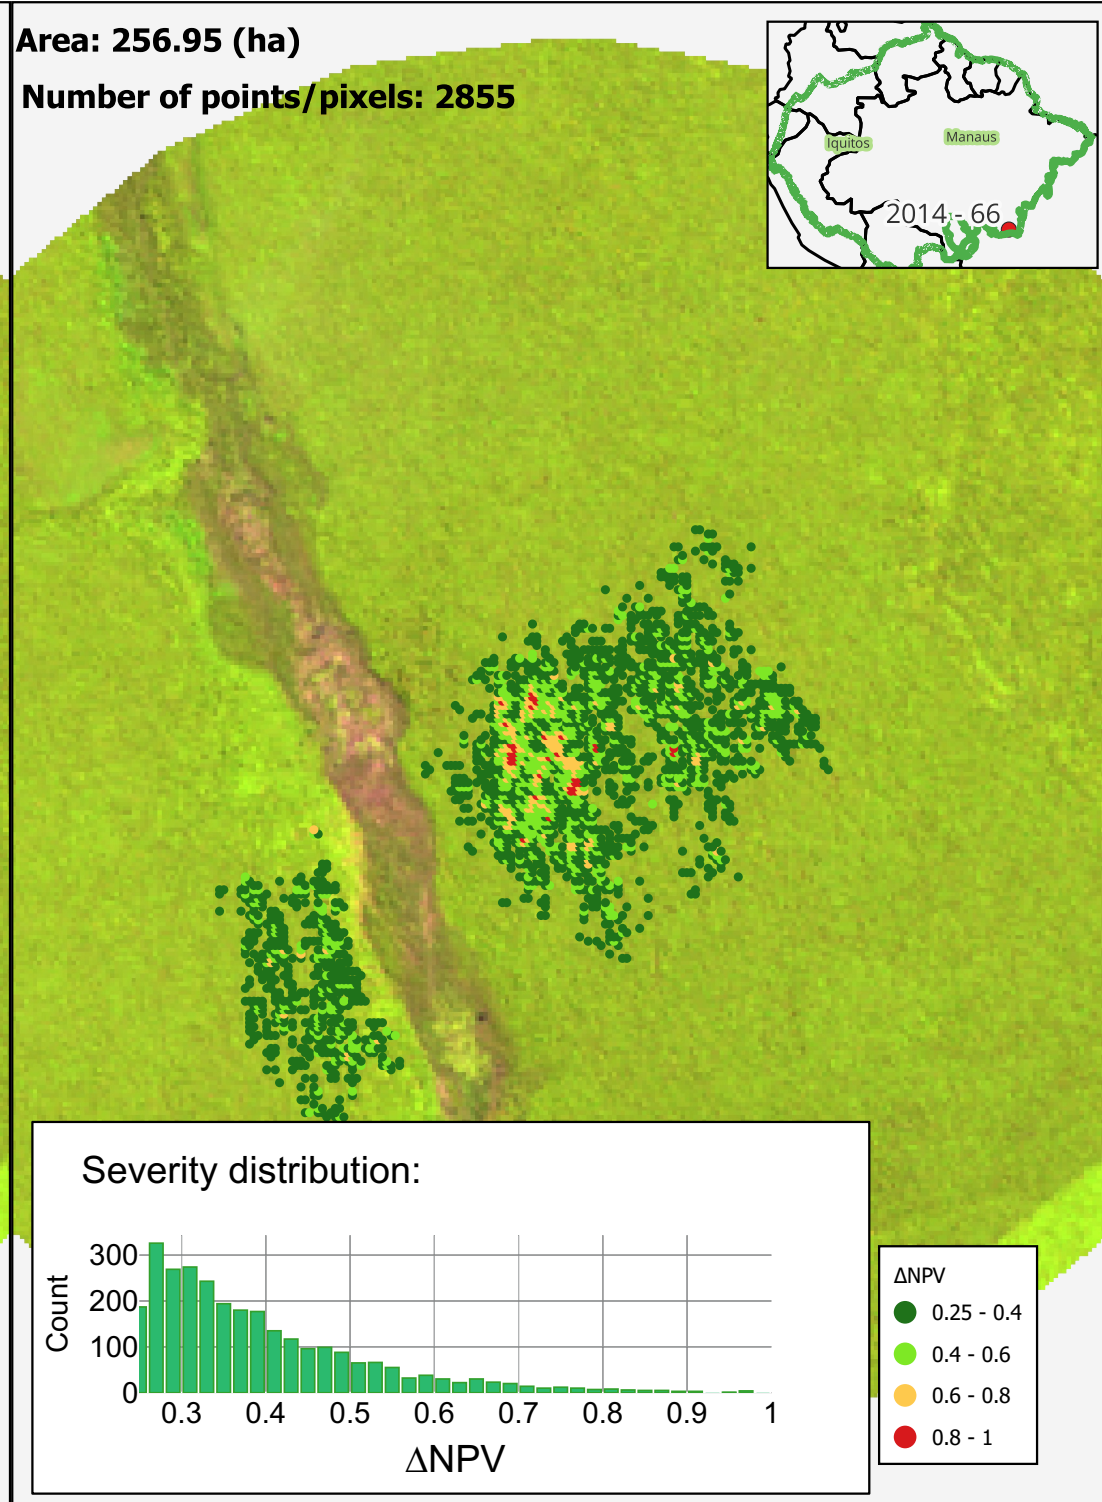 Area: 256.95 (ha)
Number of points/pixels: 2855
Iquitos
Manaus
2014 - 66
Severity distribution:
Count
300
200
100
0
0.3 0.4 0.5 0.6 0.7 0.8 0.9 1
ΔNPV
ΔNPV
0.25 - 0.4
0.4 - 0.6
0.6 - 0.8
0.8 - 1